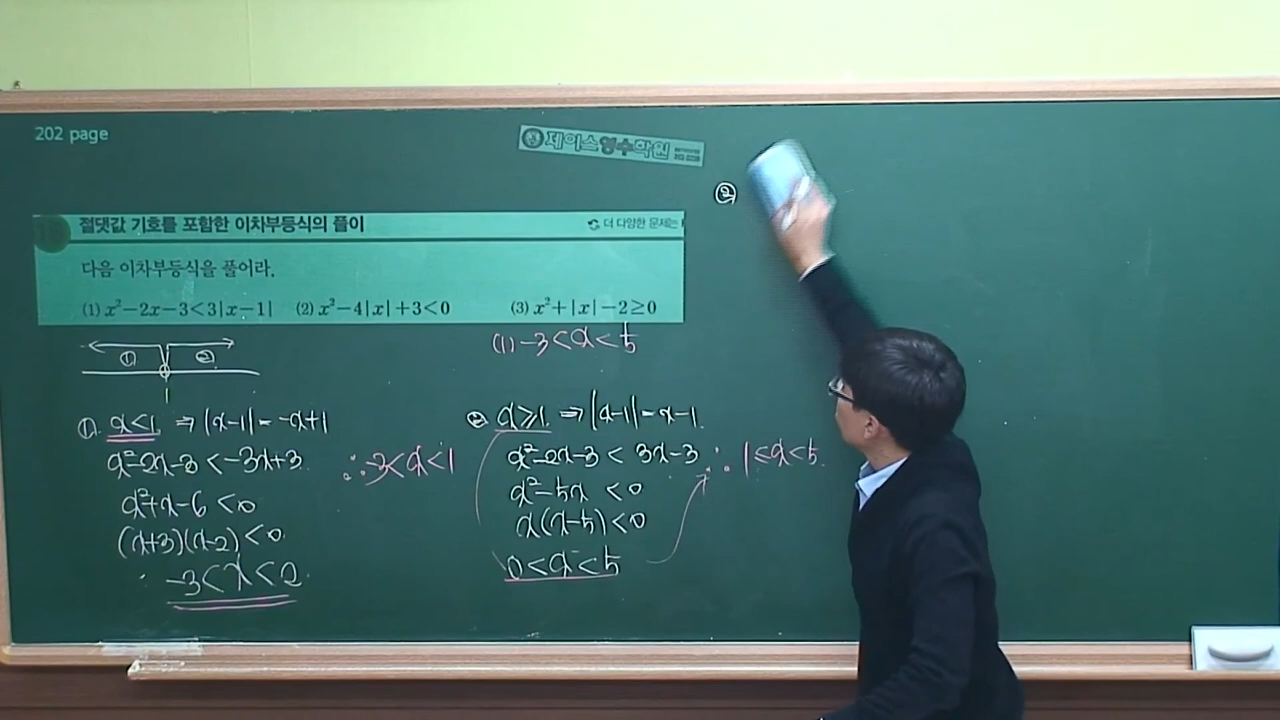 202 page
제이스영수학원
절댓값 기호를 포함한 이차부등식의 풀이
더 다양한 문제는
다음 이차부등식을 풀어라.
(1) x²-2x-3<3|x-1| (2) x²-4|x|+3<0 (3) x²+|x|-2≥0
(1) -3<x<5
① ②
1
① x<1 ⇒ |x-1|=-x+1
x²-2x-3<-3x+3
x²+x-6<0
(x+3)(x-2)<0
-3<x<2
∴ -3<x<1
② x≥1 ⇒ |x-1|=x-1
x²-2x-3<3x-3
x²-5x<0
x(x-5)<0
0<x<5
∴ 1≤x<5
②